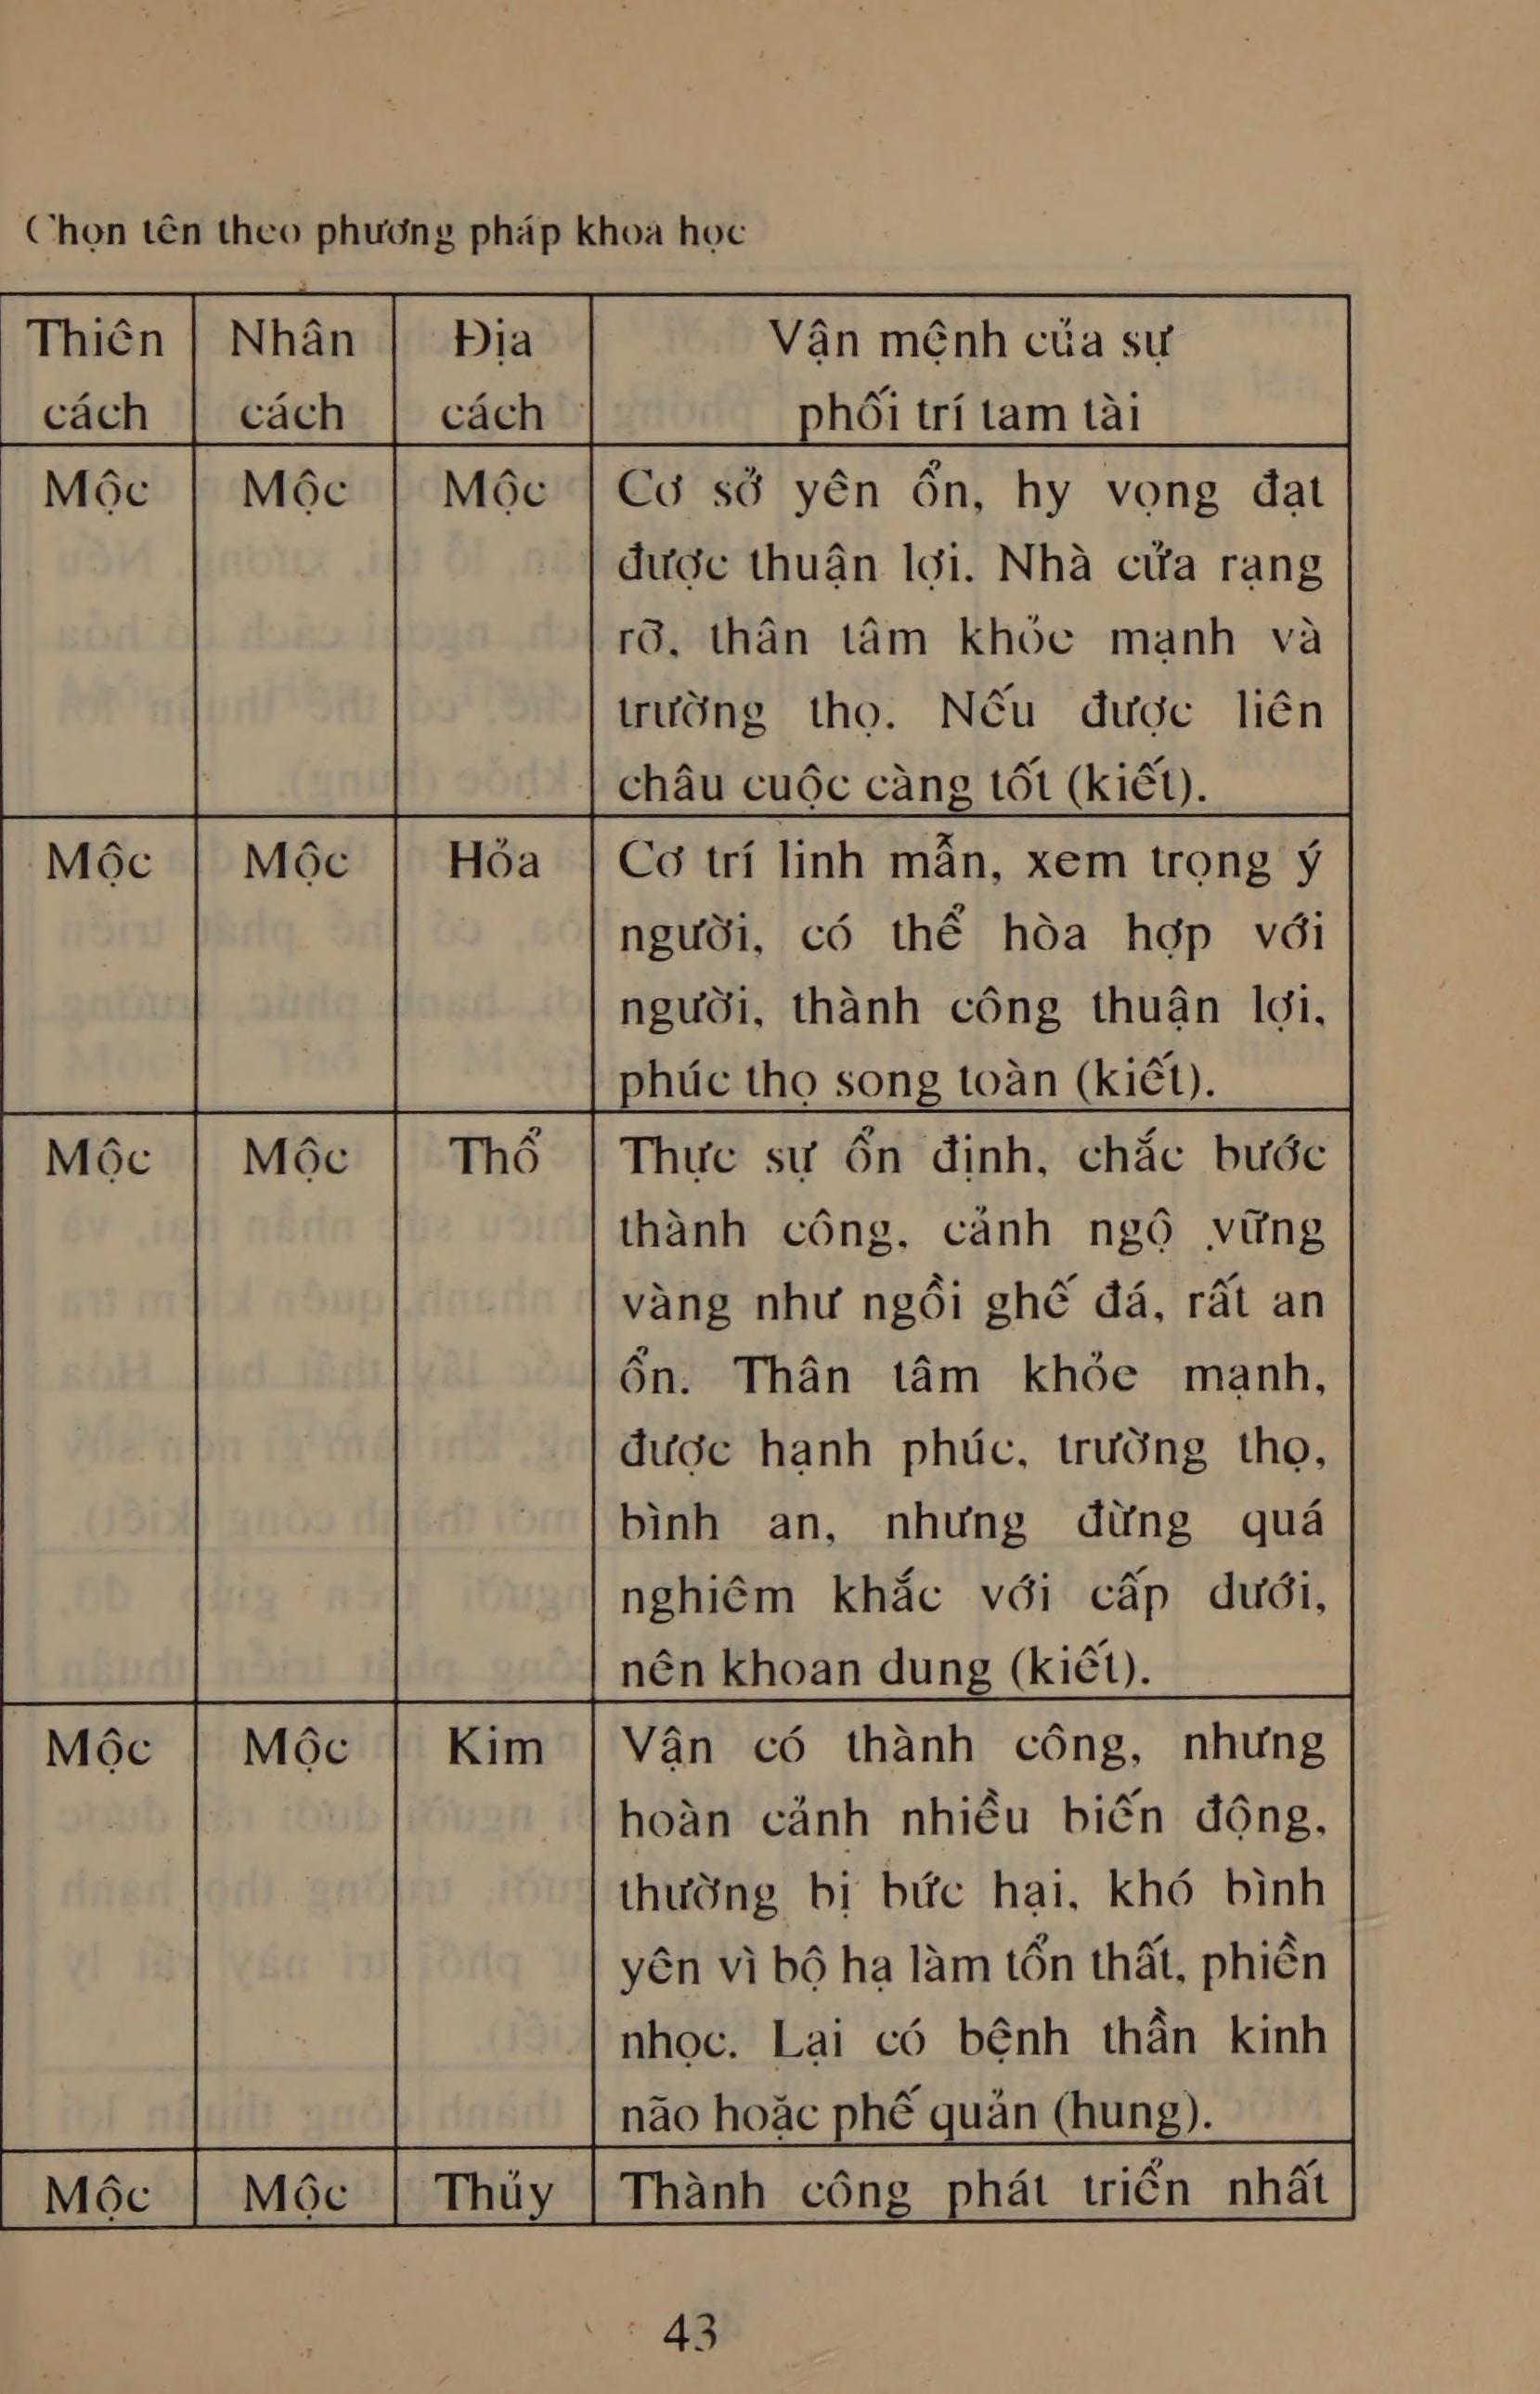 Chọn tên theo phương pháp khoa học
Thiên Nhân Địa Vận mệnh của sự
cách cách cách phối trí tam tài
Mộc Mộc Mộc Cơ sở yên ổn, hy vọng đạt
được thuận lợi. Nhà cửa rạng
rỡ, thân tâm khỏe mạnh và
trường thọ. Nếu được liên
châu cuộc càng tốt (kiết).
Mộc Mộc Hỏa Cơ trí linh mẫn, xem trọng ý
người, có thể hòa hợp với
người, thành công thuận lợi,
phúc thọ song toàn (kiết).
Mộc Mộc Thổ Thực sự ổn định, chắc bước
thành công, cảnh ngộ vững
vàng như ngồi ghế đá, rất an
ổn. Thân tâm khỏe mạnh,
được hạnh phúc, trường thọ,
bình an, nhưng đừng quá
nghiêm khắc với cấp dưới,
nên khoan dung (kiết).
Mộc Mộc Kim Vận có thành công, nhưng
hoàn cảnh nhiều biến động,
thường bị bức hại, khó bình
yên vì bộ hạ làm tổn thất, phiền
nhọc. Lại có bệnh thần kinh
não hoặc phế quản (hung).
Mộc Mộc Thủy Thành công phát triển nhất
43